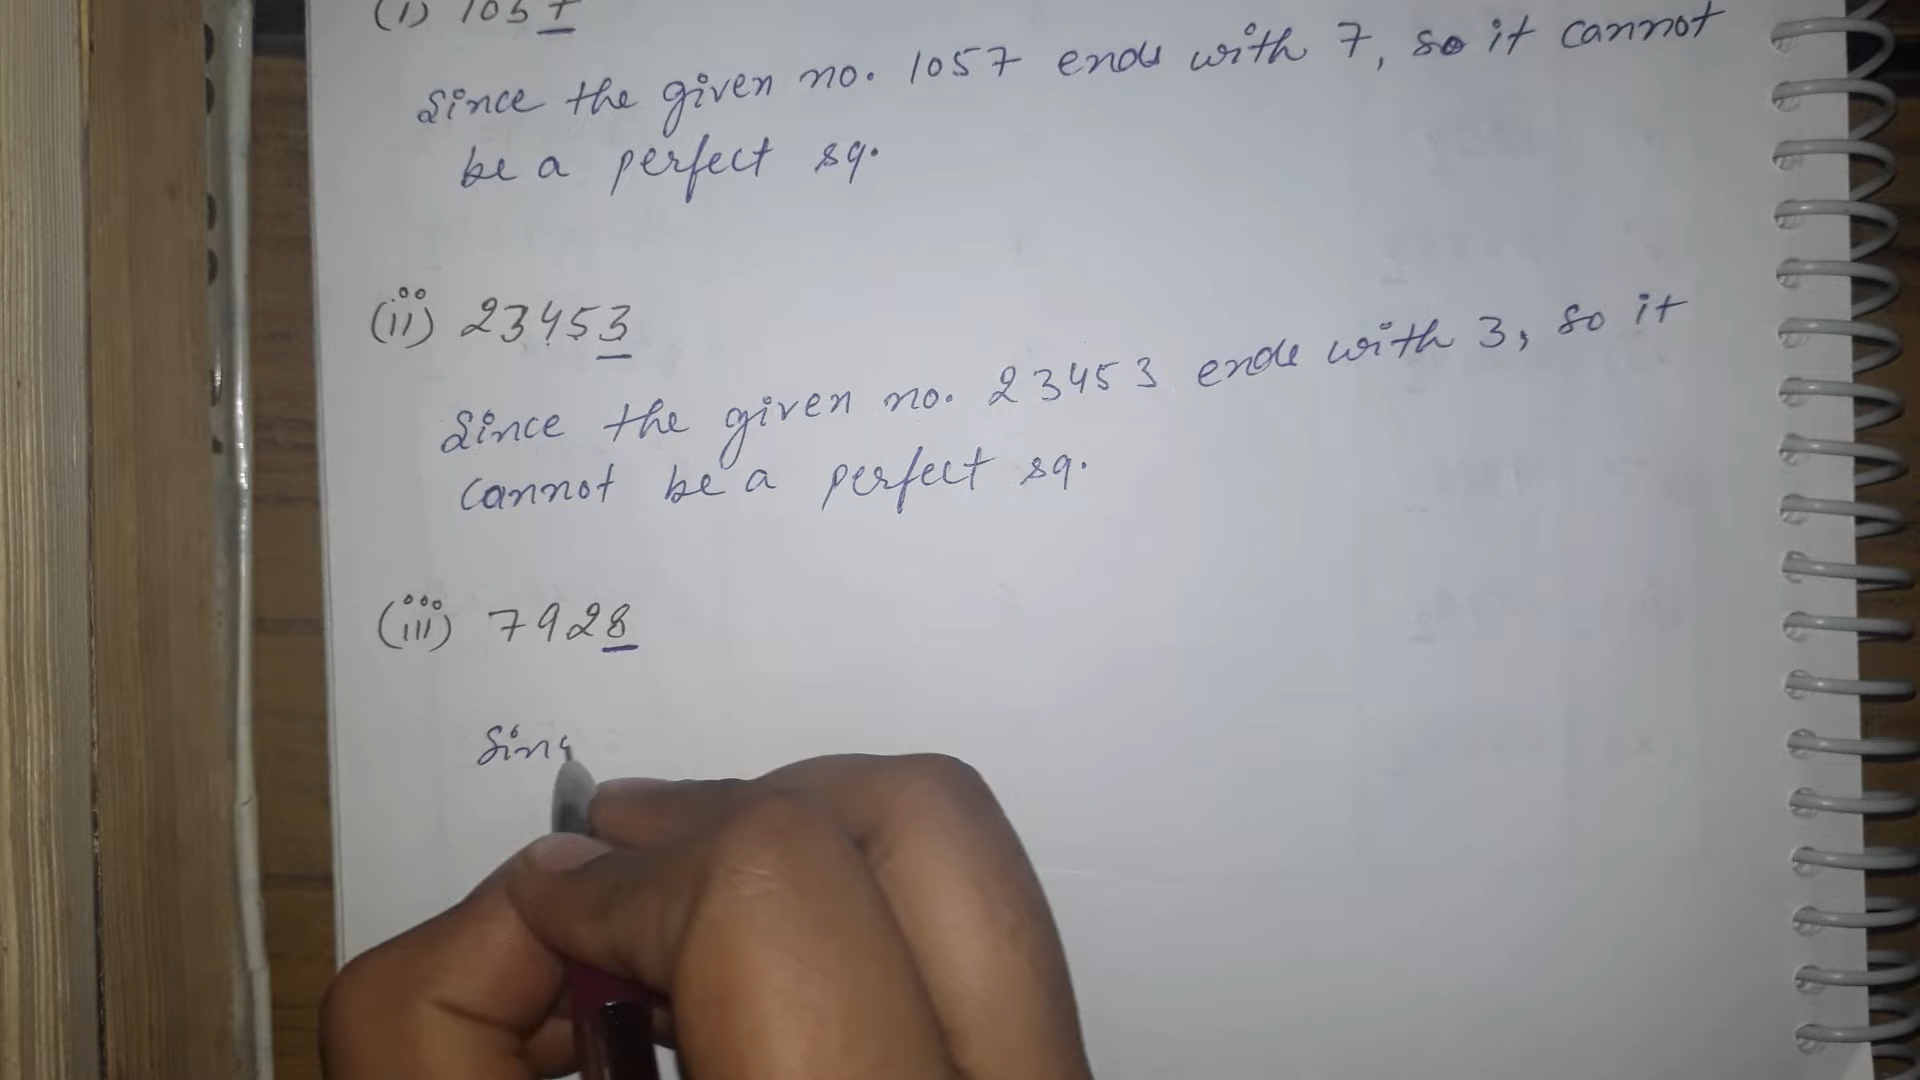 (i) 1057
Since the given no. 1057 ends with 7, so it cannot
be a perfect sq.
(ii) 23453
Since the given no. 23453 ends with 3, so it
cannot be a perfect sq.
(iii) 7928
Sinc